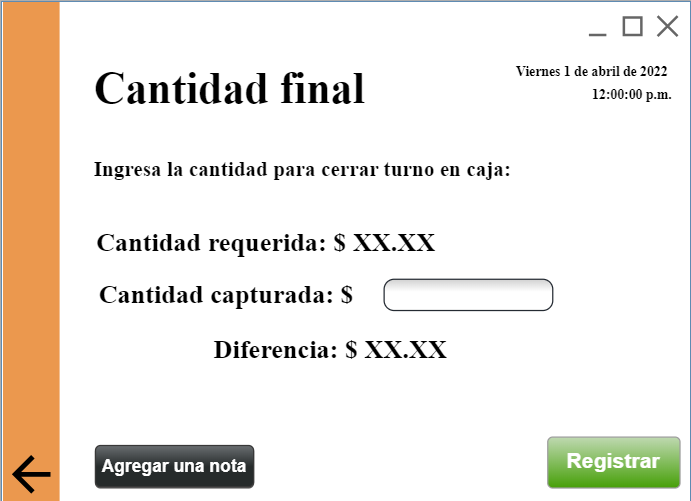 Viernes 1 de abril de 2022
12:00:00 p.m.
Cantidad final
Ingresa la cantidad para cerrar turno en caja:
Cantidad requerida: $ XX.XX
Cantidad capturada: $
Diferencia: $ XX.XX
Agregar una nota
Registrar